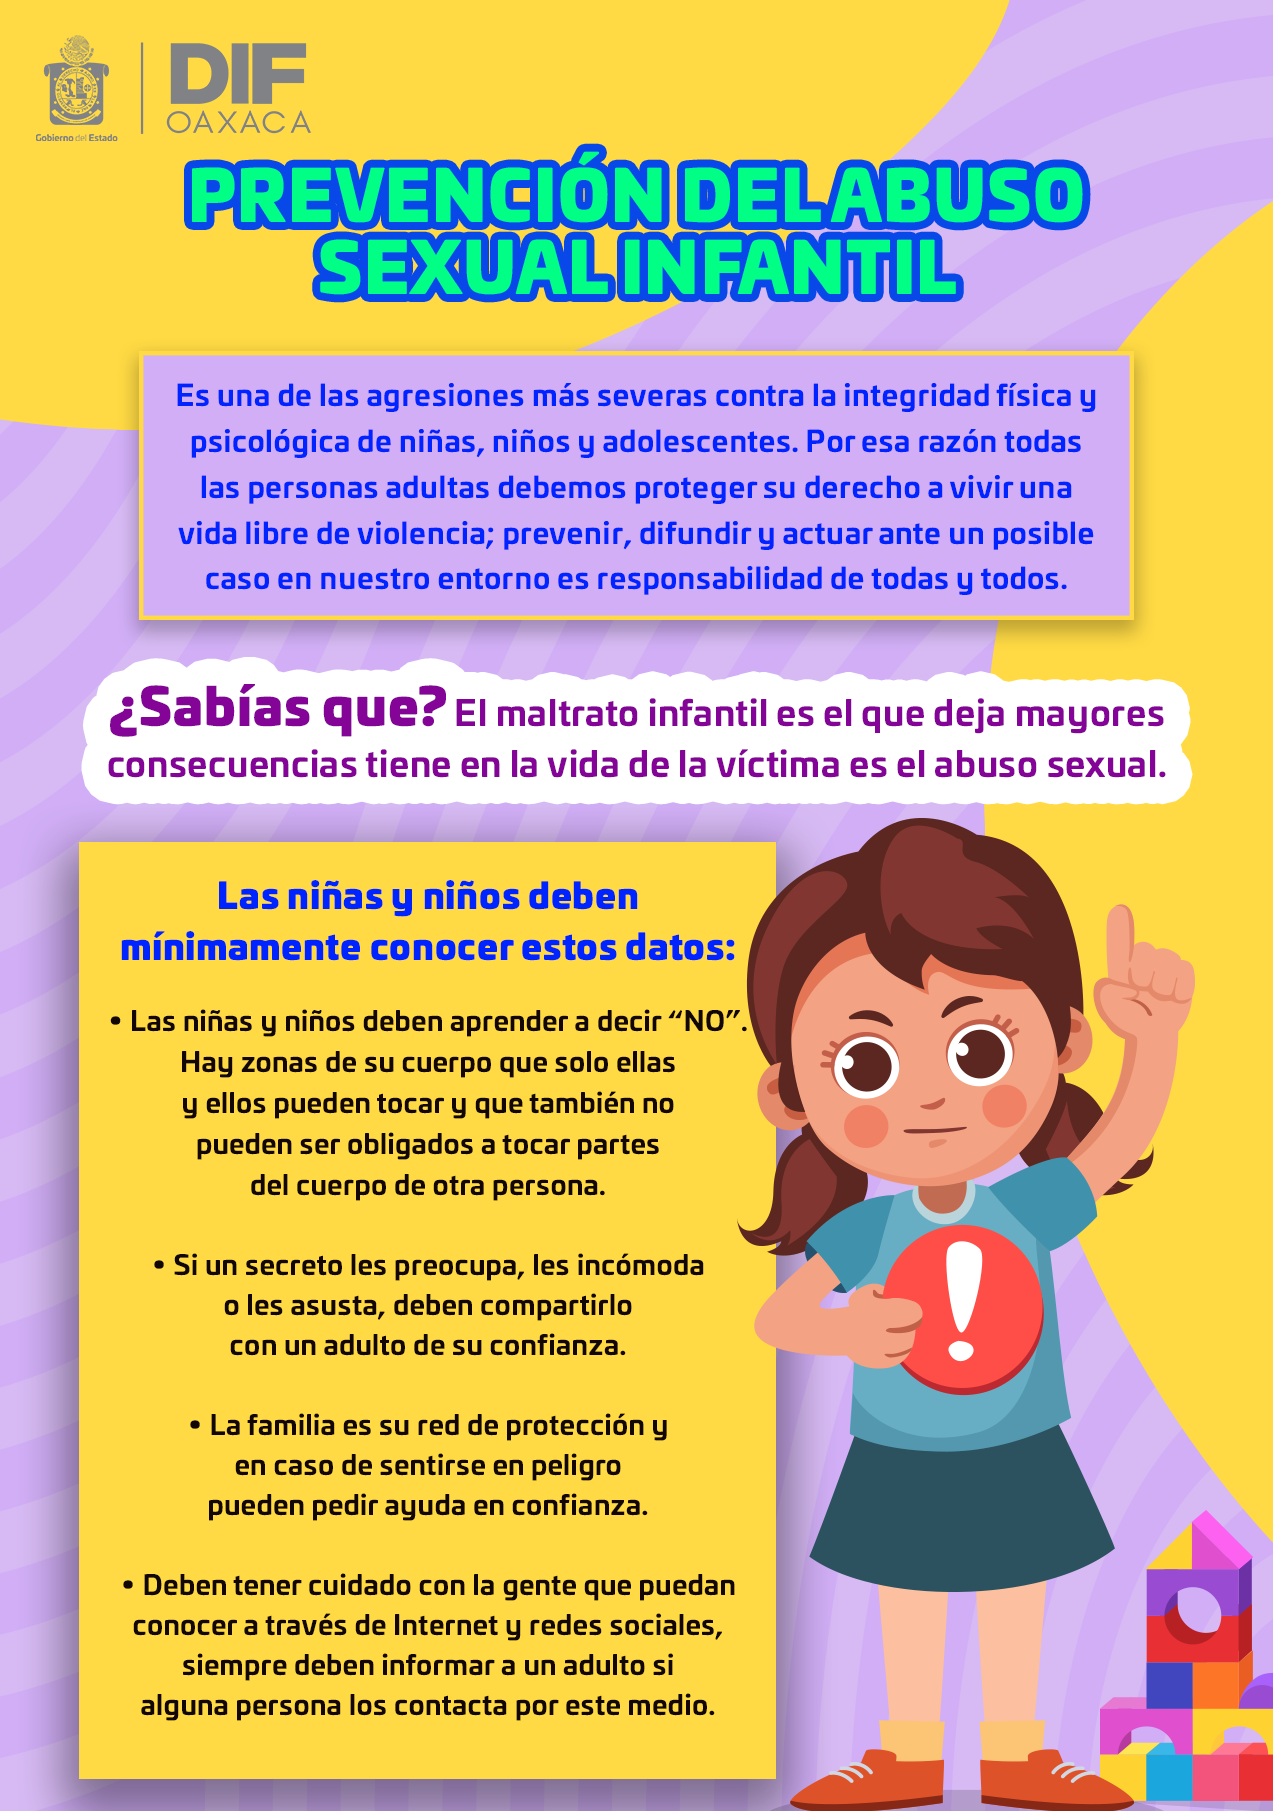 Gobierno del Estado
DIF
OAXACA
PREVENCIÓN DEL ABUSO
SEXUAL INFANTIL
Es una de las agresiones más severas contra la integridad física y
psicológica de niñas, niños y adolescentes. Por esa razón todas
las personas adultas debemos proteger su derecho a vivir una
vida libre de violencia; prevenir, difundir y actuar ante un posible
caso en nuestro entorno es responsabilidad de todas y todos.
¿Sabías que? El maltrato infantil es el que deja mayores
consecuencias tiene en la vida de la víctima es el abuso sexual.
Las niñas y niños deben
mínimamente conocer estos datos:
• Las niñas y niños deben aprender a decir “NO”.
Hay zonas de su cuerpo que solo ellas
y ellos pueden tocar y que también no
pueden ser obligados a tocar partes
del cuerpo de otra persona.
• Si un secreto les preocupa, les incómoda
o les asusta, deben compartirlo
con un adulto de su confianza.
• La familia es su red de protección y
en caso de sentirse en peligro
pueden pedir ayuda en confianza.
• Deben tener cuidado con la gente que puedan
conocer a través de Internet y redes sociales,
siempre deben informar a un adulto si
alguna persona los contacta por este medio.
!